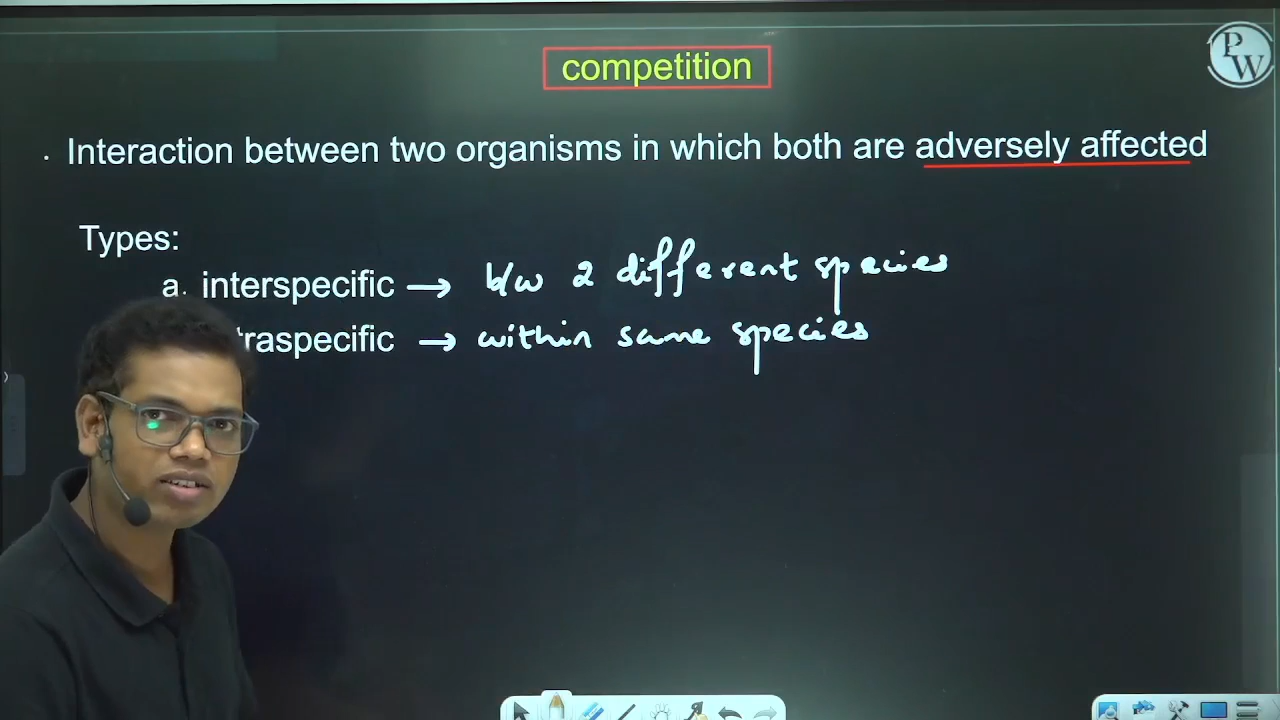 PW
competition
Interaction between two organisms in which both are adversely affected
Types:
a. interspecific → b/w 2 different species
traspecific → within same species